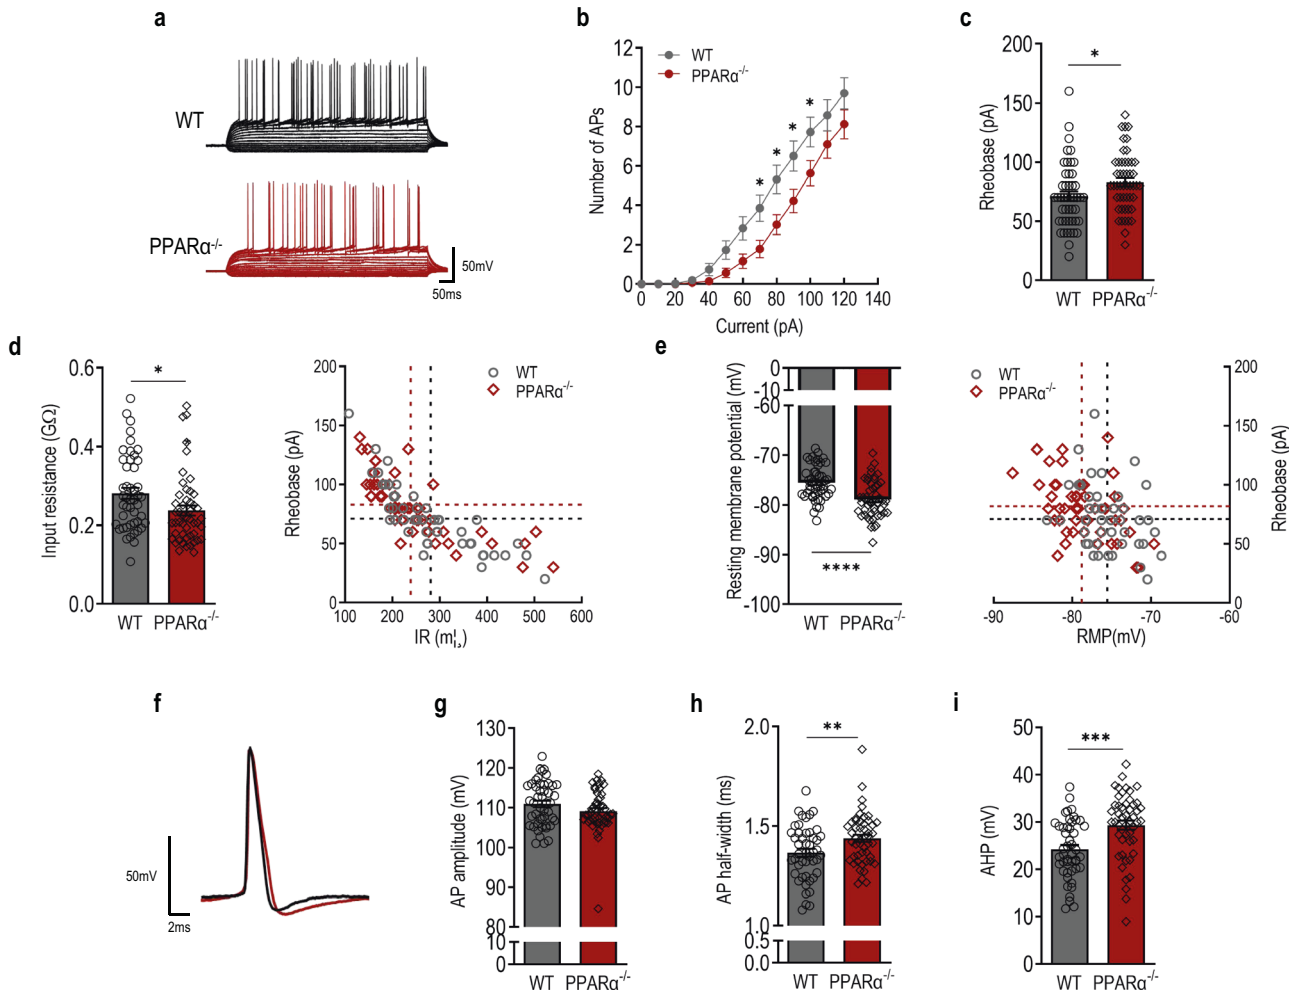 a
WT
PPARα-/-
50mV
50ms
b
12
10
8
6
4
2
0
Number of APs
WT
PPARα-/-
*
*
*
*
0 20 40 60 80 100 120 140
Current (pA)
c
200
150
100
50
0
Rheobase (pA)
*
WT PPARα-/-
d
0.6
0.4
0.2
0.0
Input resistance (GΩ)
*
WT PPARα-/-
200
150
100
50
0
Rheobase (pA)
WT
PPARα-/-
100 200 300 400 500 600
IR (m¦¸)
e
0
-10
-60
-70
-80
-90
-100
Resting membrane potential (mV)
****
WT PPARα-/-
WT
PPARα-/-
200
150
100
50
0
Rheobase (pA)
-90 -80 -70 -60
RMP(mV)
f
50mV
2ms
g
130
120
110
100
90
80
10
0
AP amplitude (mV)
WT PPARα-/-
h
2.0
1.5
1.0
0.5
0.0
AP half-width (ms)
**
WT PPARα-/-
i
50
40
30
20
10
0
AHP (mV)
***
WT PPARα-/-